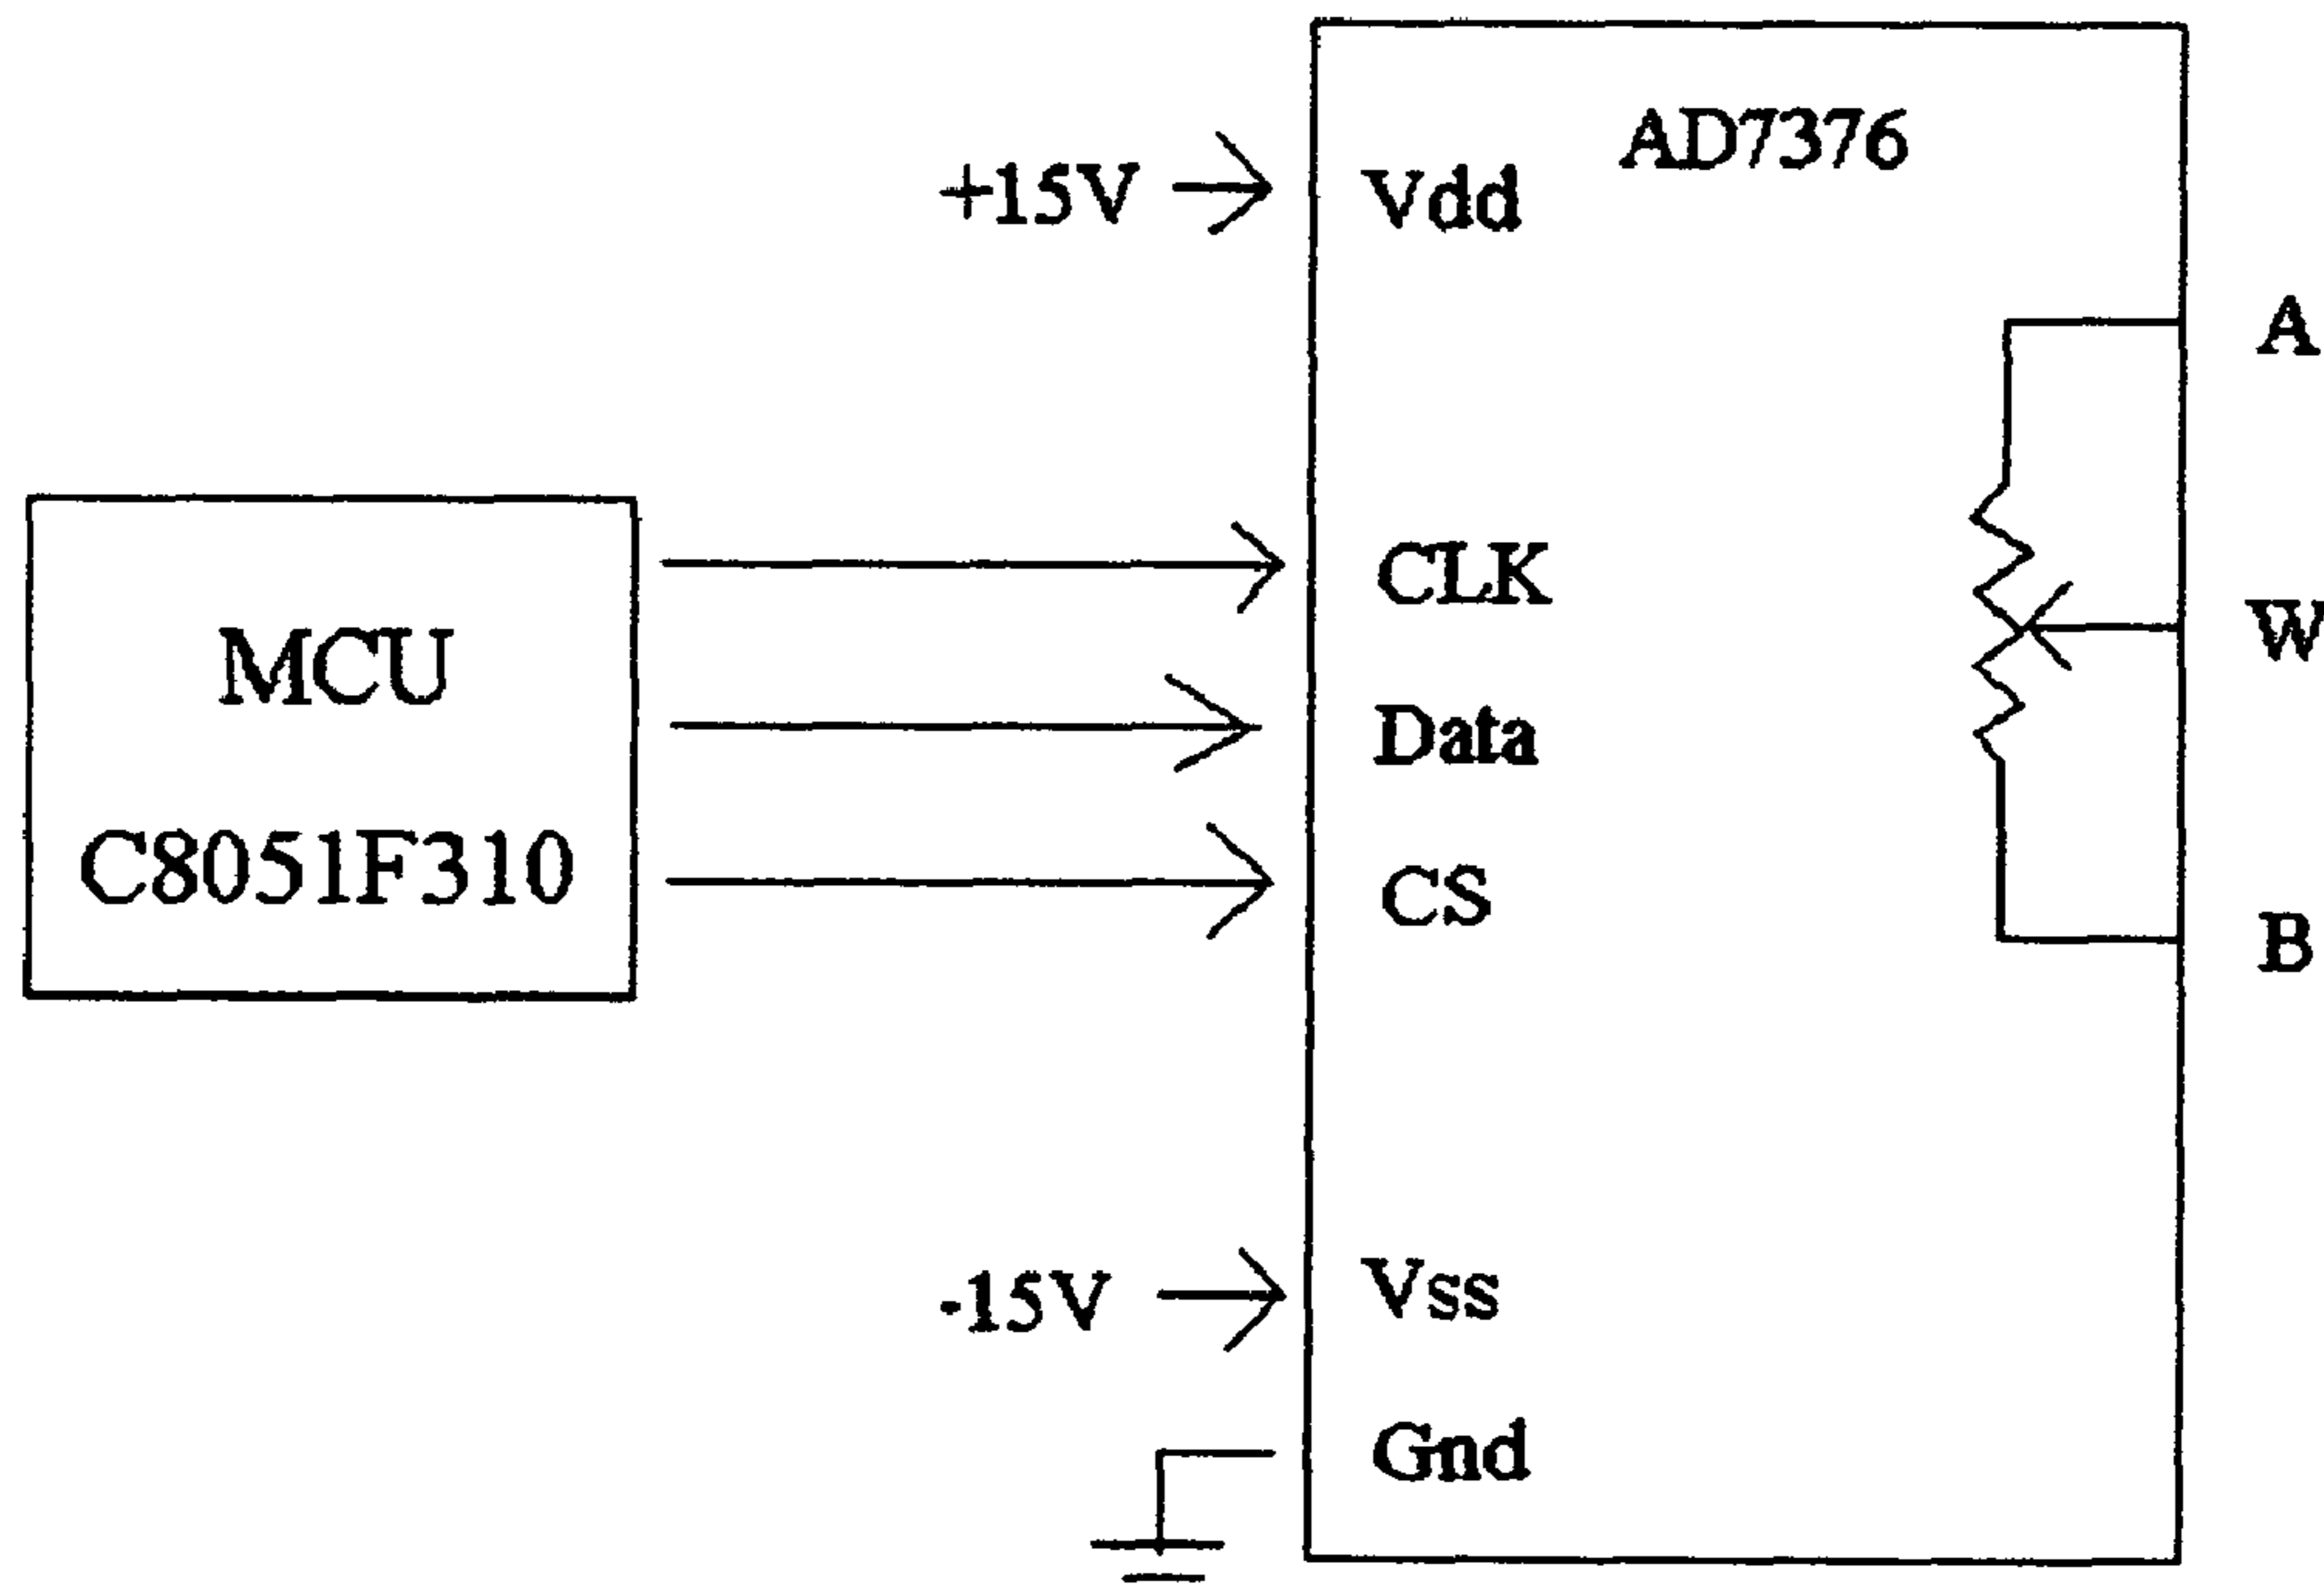 AD7376
+15V
Vdd
A
CLK
MCU
W
Data
C8051F310
CS
B
-15V
Vss
Gnd